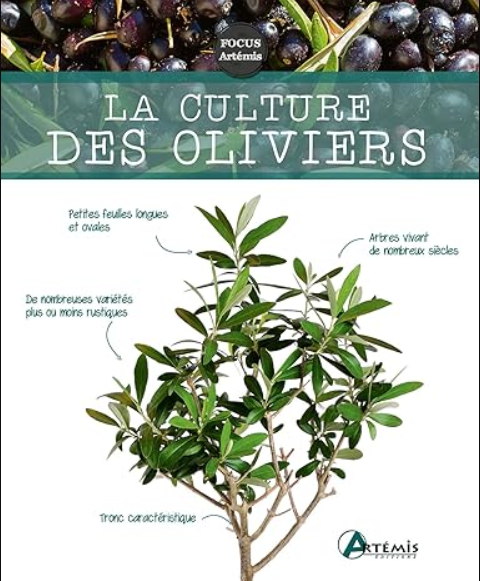 FOCUS
Artémis
LA CULTURE
DES OLIVIERS
Petites feuilles longues
et ovales
Arbres vivant
de nombreux siècles
De nombreuses variétés
plus ou moins rustiques
Tronc caractéristique
ARTÉMIS
EDITIONS